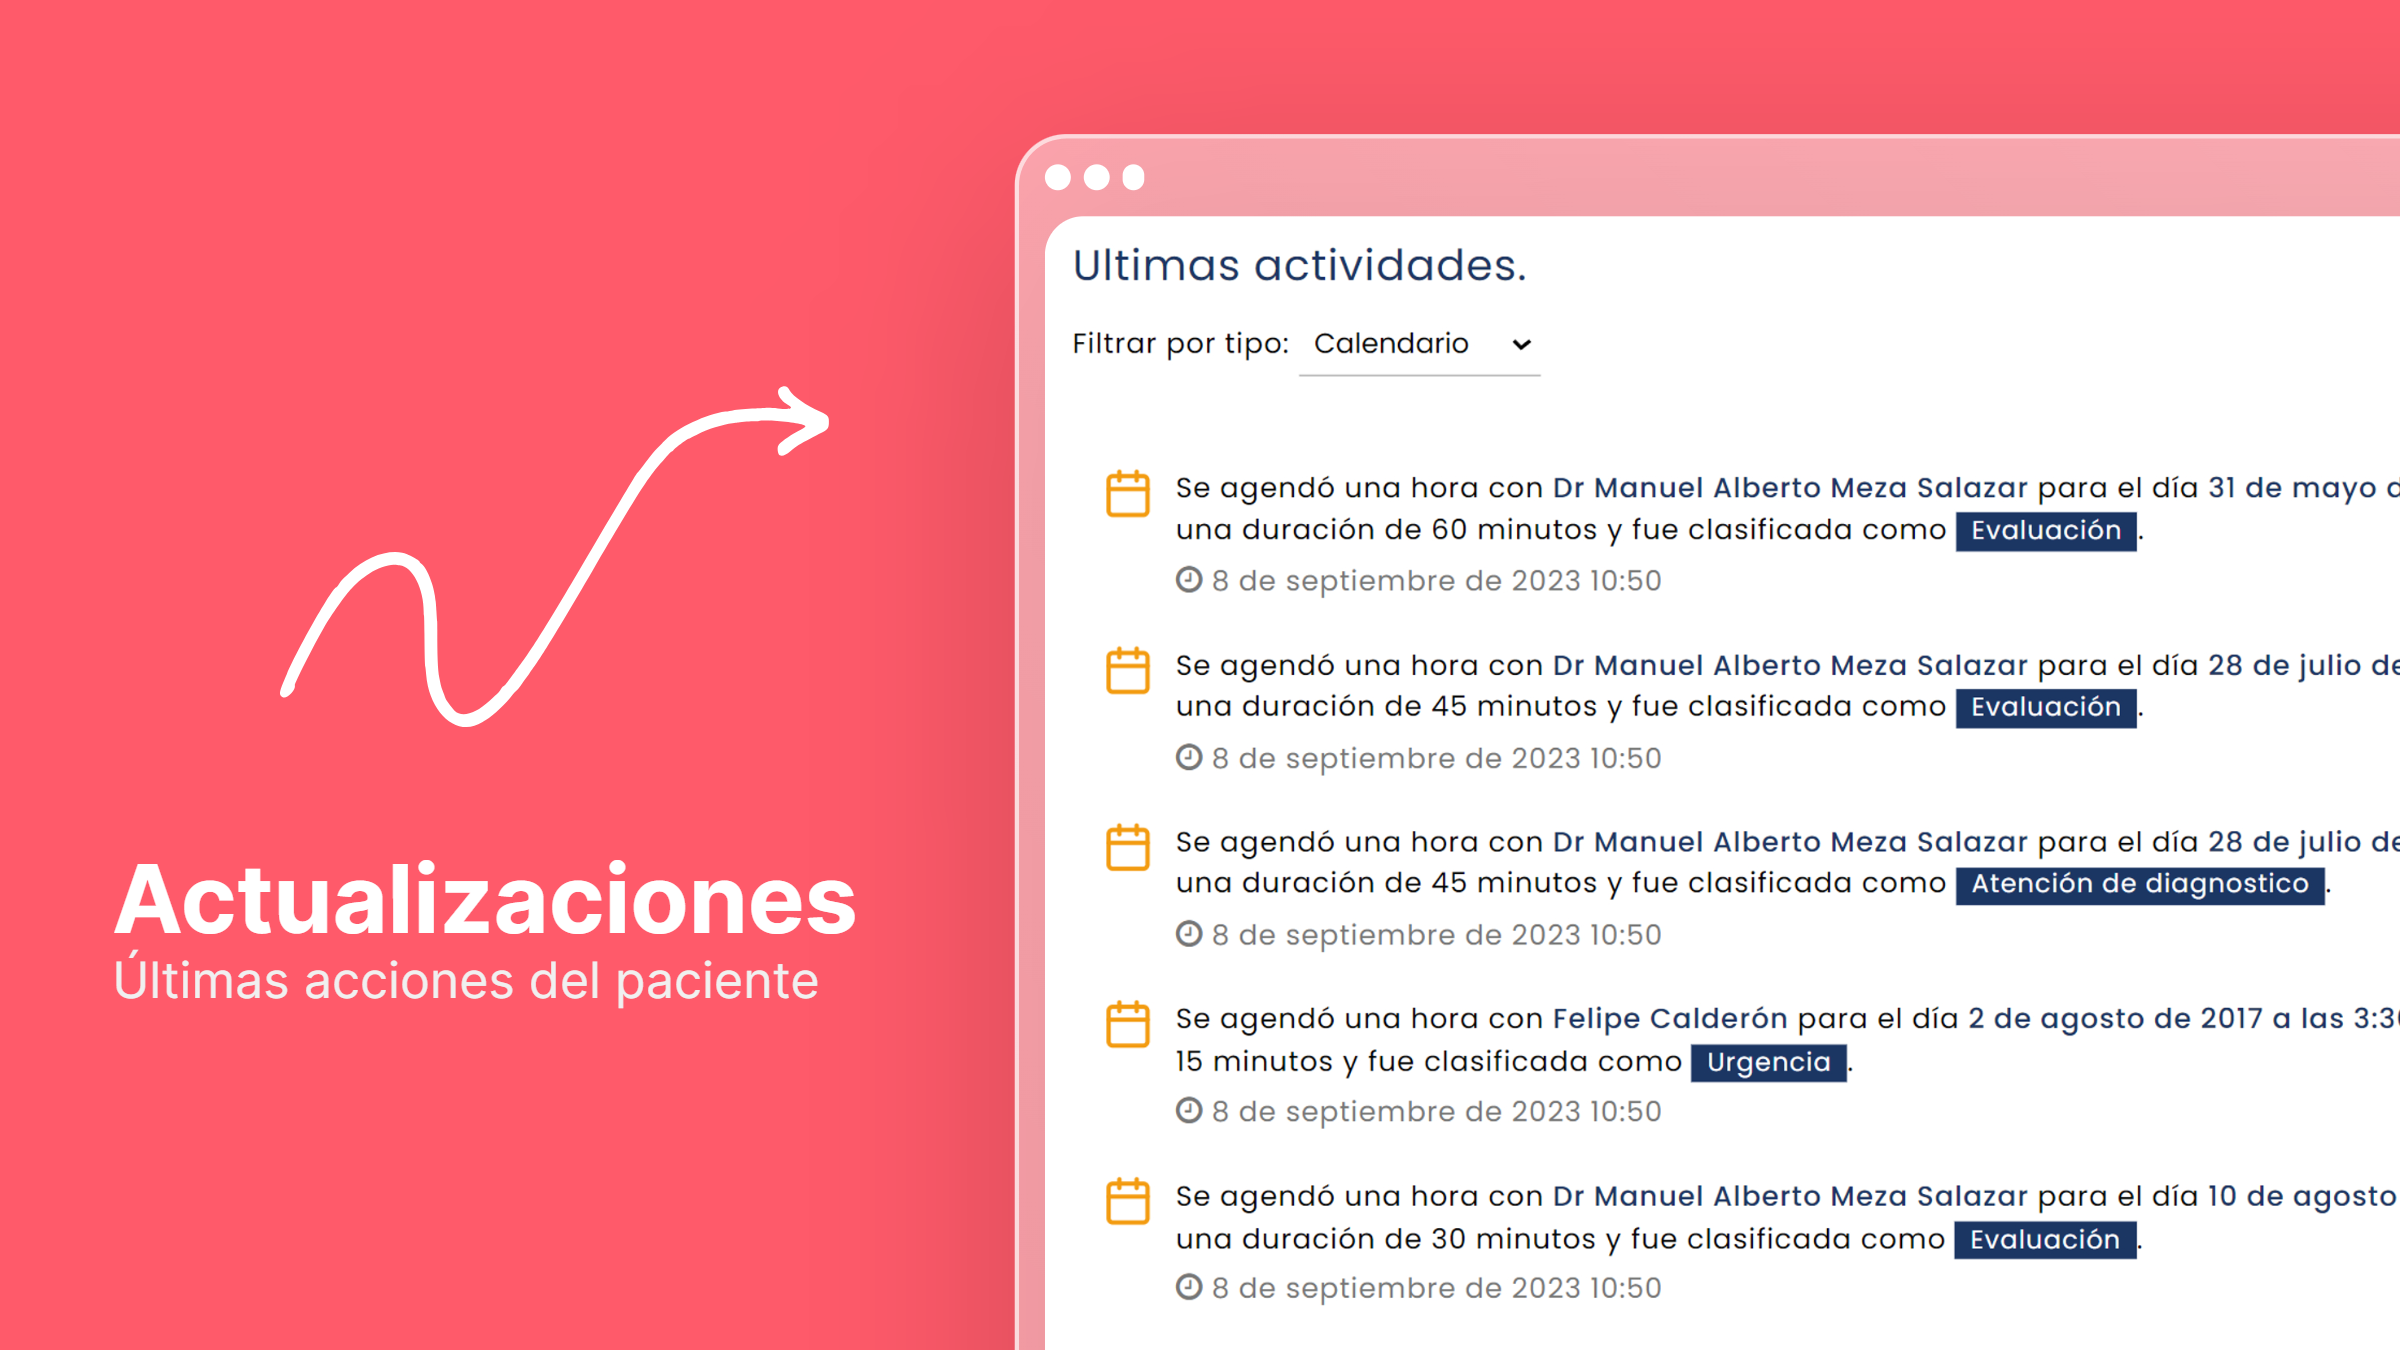 Actualizaciones
Últimas acciones del paciente
Ultimas actividades.
Filtrar por tipo: Calendario
Se agendó una hora con Dr Manuel Alberto Meza Salazar para el día 31 de mayo
una duración de 60 minutos y fue clasificada como Evaluación.
8 de septiembre de 2023 10:50
Se agendó una hora con Dr Manuel Alberto Meza Salazar para el día 28 de julio de
una duración de 45 minutos y fue clasificada como Evaluación.
8 de septiembre de 2023 10:50
Se agendó una hora con Dr Manuel Alberto Meza Salazar para el día 28 de julio de
una duración de 45 minutos y fue clasificada como Atención de diagnostico.
8 de septiembre de 2023 10:50
Se agendó una hora con Felipe Calderón para el día 2 de agosto de 2017 a las 3:30
15 minutos y fue clasificada como Urgencia.
8 de septiembre de 2023 10:50
Se agendó una hora con Dr Manuel Alberto Meza Salazar para el día 10 de agosto
una duración de 30 minutos y fue clasificada como Evaluación.
8 de septiembre de 2023 10:50